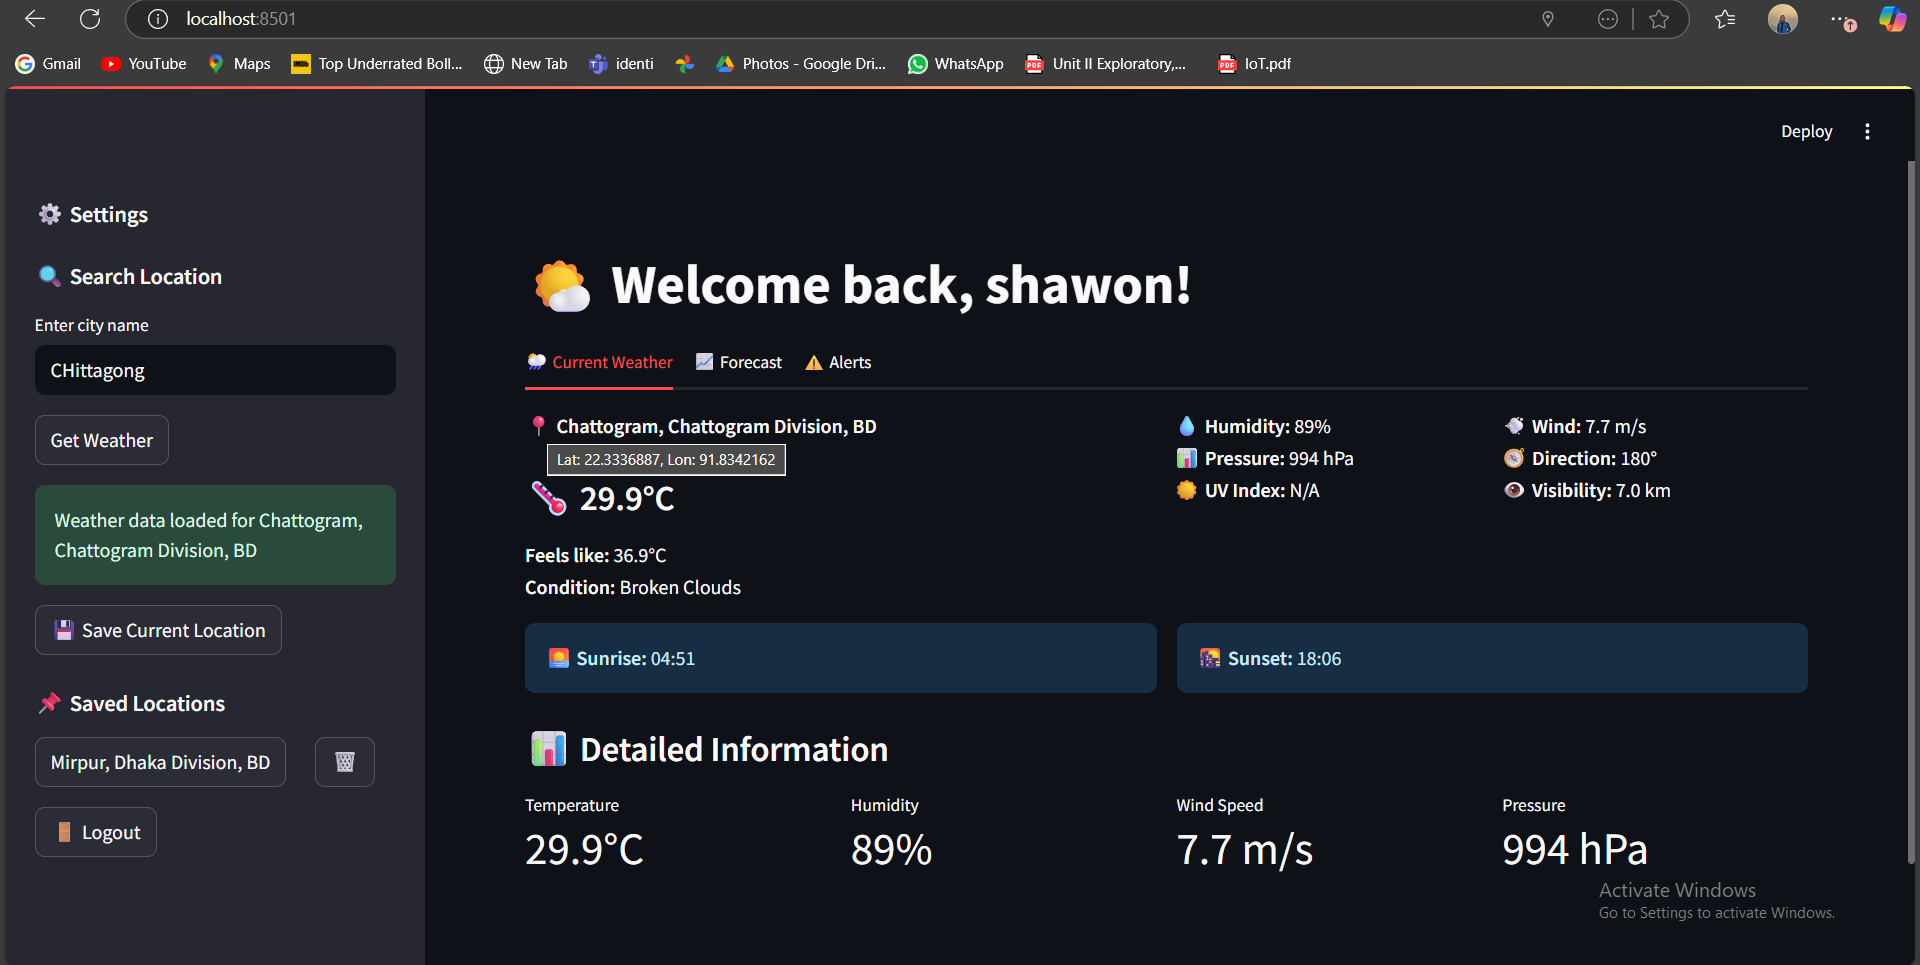 localhost:8501
Gmail
YouTube
Maps
Top Underrated Boll...
New Tab
identi
Photos - Google Dri...
WhatsApp
Unit II Exploratory,...
IoT.pdf
Deploy
Settings
Search Location
Enter city name
CHittagong
Get Weather
Weather data loaded for Chattogram,
Chattogram Division, BD
Save Current Location
Saved Locations
Mirpur, Dhaka Division, BD
Logout
Welcome back, shawon!
Current Weather
Forecast
Alerts
Chattogram, Chattogram Division, BD
Lat: 22.3336887, Lon: 91.8342162
29.9°C
Feels like: 36.9°C
Condition: Broken Clouds
Humidity: 89%
Pressure: 994 hPa
UV Index: N/A
Wind: 7.7 m/s
Direction: 180°
Visibility: 7.0 km
Sunrise: 04:51
Sunset: 18:06
Detailed Information
Temperature
29.9°C
Humidity
89%
Wind Speed
7.7 m/s
Pressure
994 hPa
Activate Windows
Go to Settings to activate Windows.